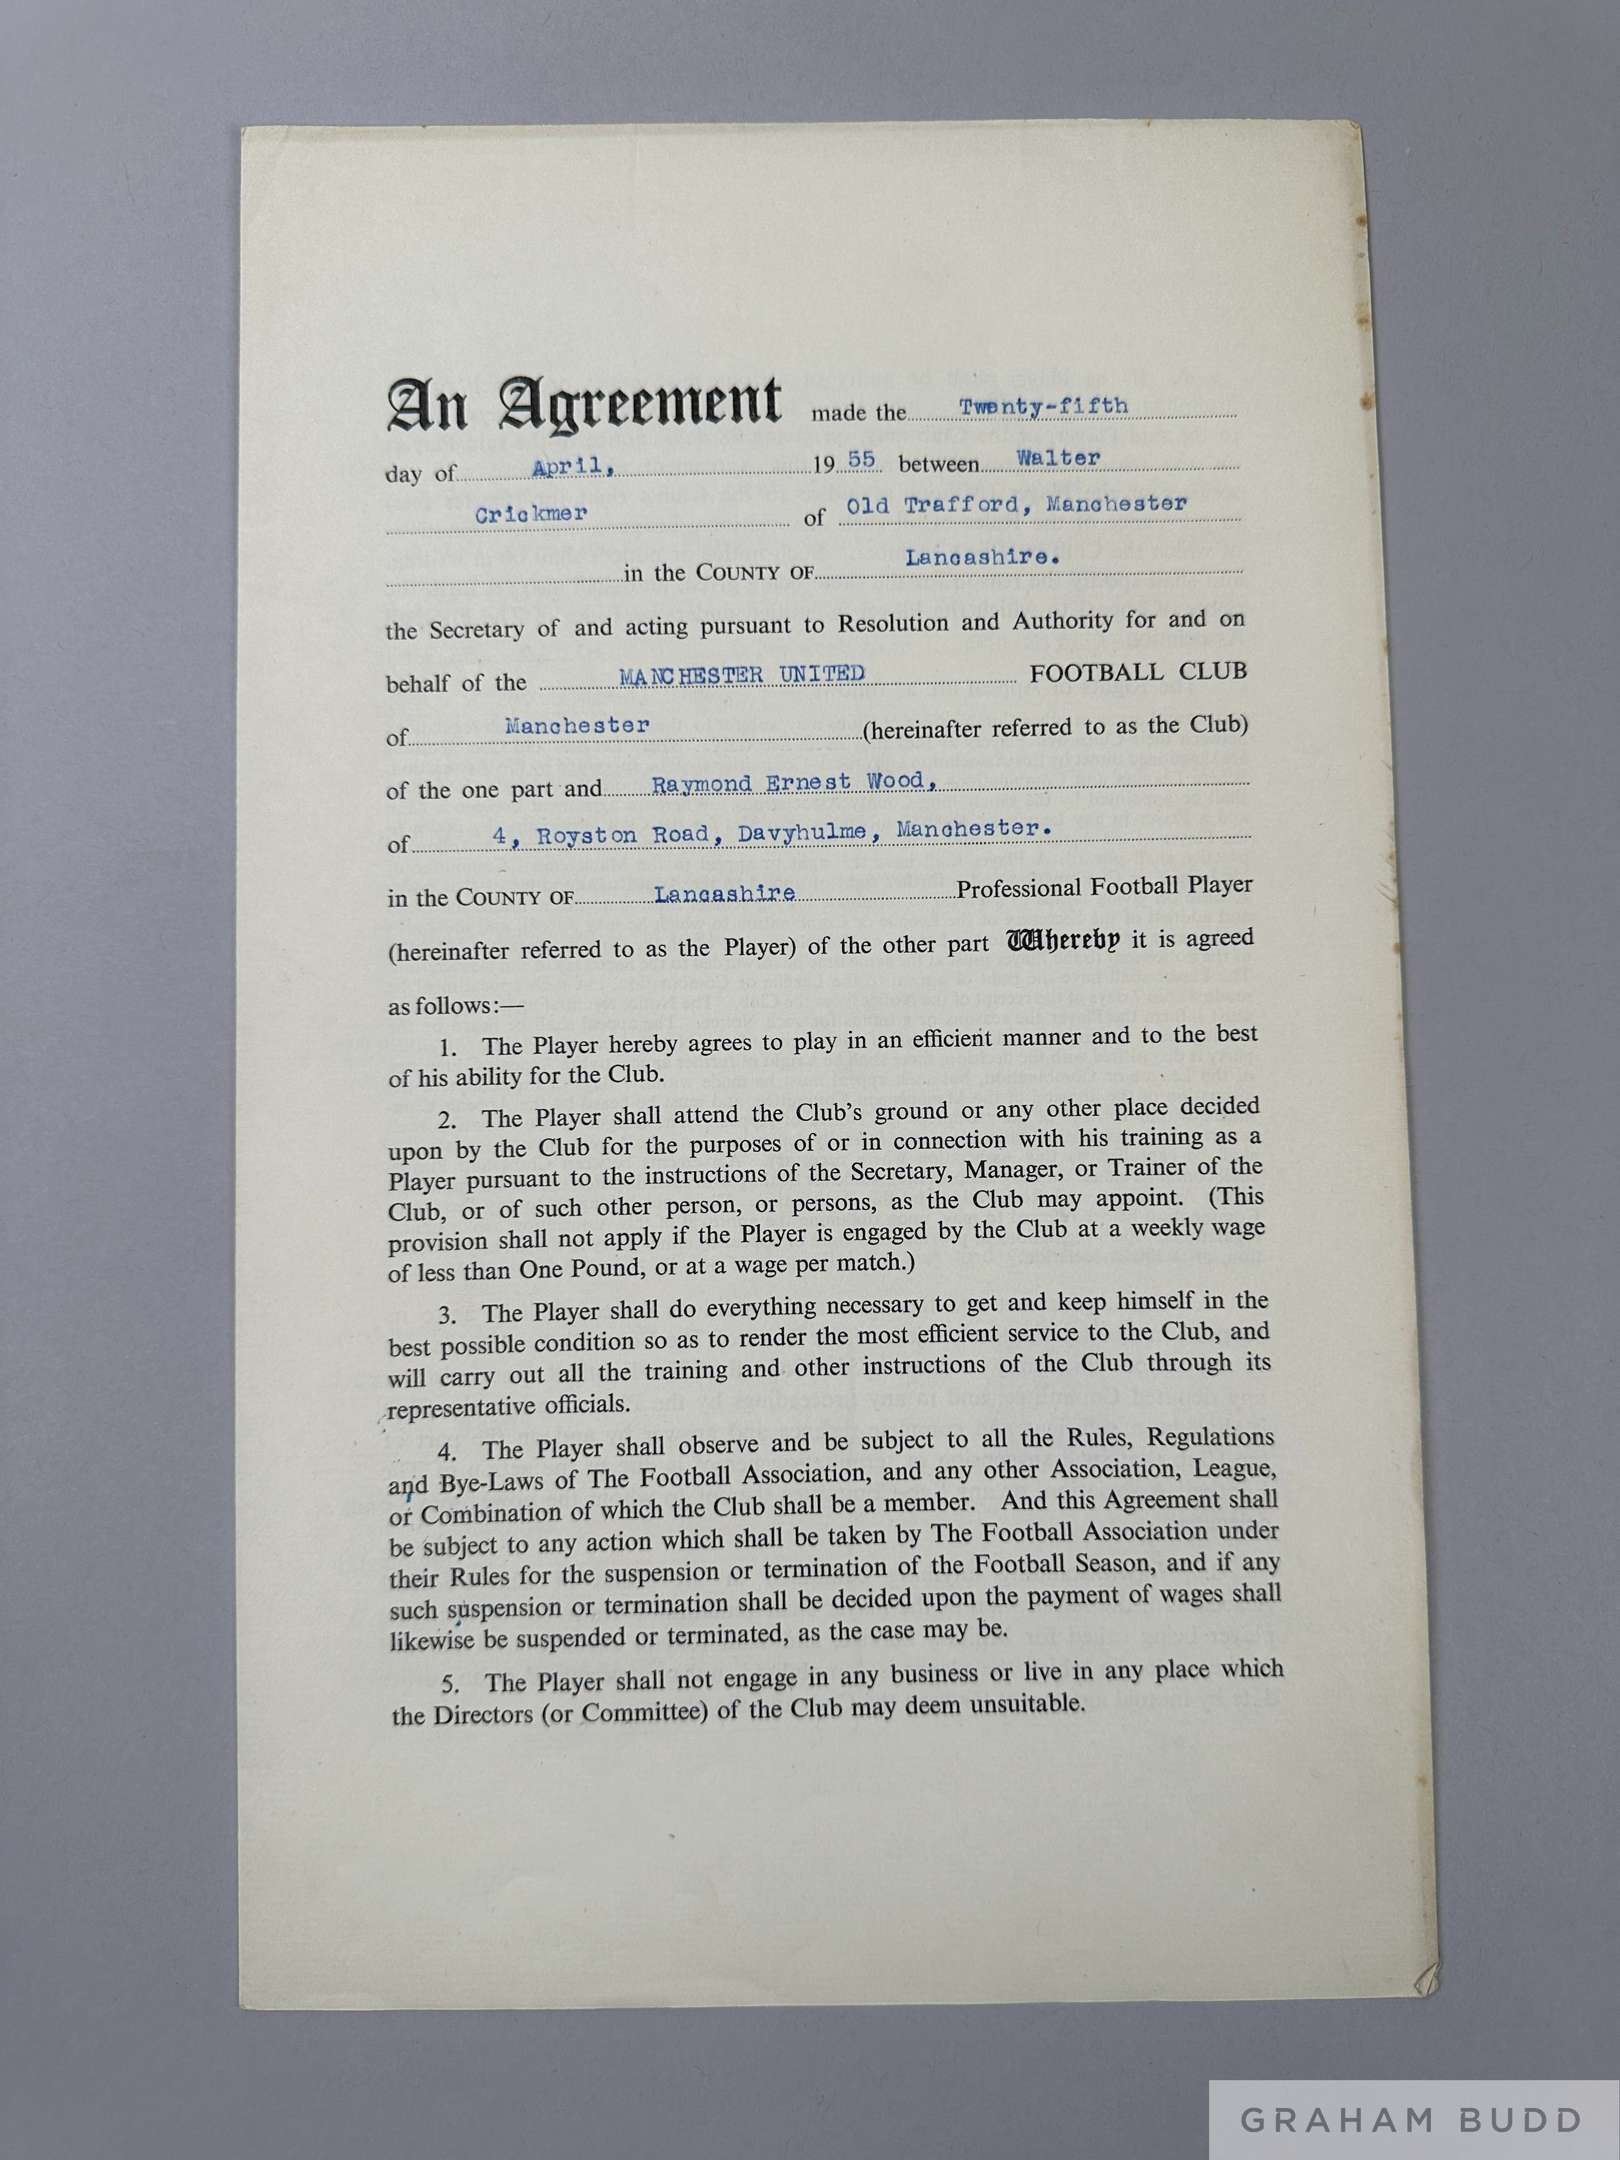 An Agreement made the Twenty-fifth
day of April, 1955 between Walter
Crickmer of Old Trafford, Manchester
in the COUNTY OF Lancashire.
the Secretary of and acting pursuant to Resolution and Authority for and on
behalf of the MANCHESTER UNITED FOOTBALL CLUB
of Manchester (hereinafter referred to as the Club)
of the one part and Raymond Ernest Wood,
of 4, Royston Road, Davyhulme, Manchester.
in the COUNTY OF Lancashire Professional Football Player
(hereinafter referred to as the Player) of the other part Whereby it is agreed
as follows:—
1. The Player hereby agrees to play in an efficient manner and to the best
of his ability for the Club.
2. The Player shall attend the Club's ground or any other place decided
upon by the Club for the purposes of or in connection with his training as a
Player pursuant to the instructions of the Secretary, Manager, or Trainer of the
Club, or of such other person, or persons, as the Club may appoint. (This
provision shall not apply if the Player is engaged by the Club at a weekly wage
of less than One Pound, or at a wage per match.)
3. The Player shall do everything necessary to get and keep himself in the
best possible condition so as to render the most efficient service to the Club, and
will carry out all the training and other instructions of the Club through its
representative officials.
4. The Player shall observe and be subject to all the Rules, Regulations
and Bye-Laws of The Football Association, and any other Association, League,
or Combination of which the Club shall be a member. And this Agreement shall
be subject to any action which shall be taken by The Football Association under
their Rules for the suspension or termination of the Football Season, and if any
such suspension or termination shall be decided upon the payment of wages shall
likewise be suspended or terminated, as the case may be.
5. The Player shall not engage in any business or live in any place which
the Directors (or Committee) of the Club may deem unsuitable.
GRAHAM BUDD